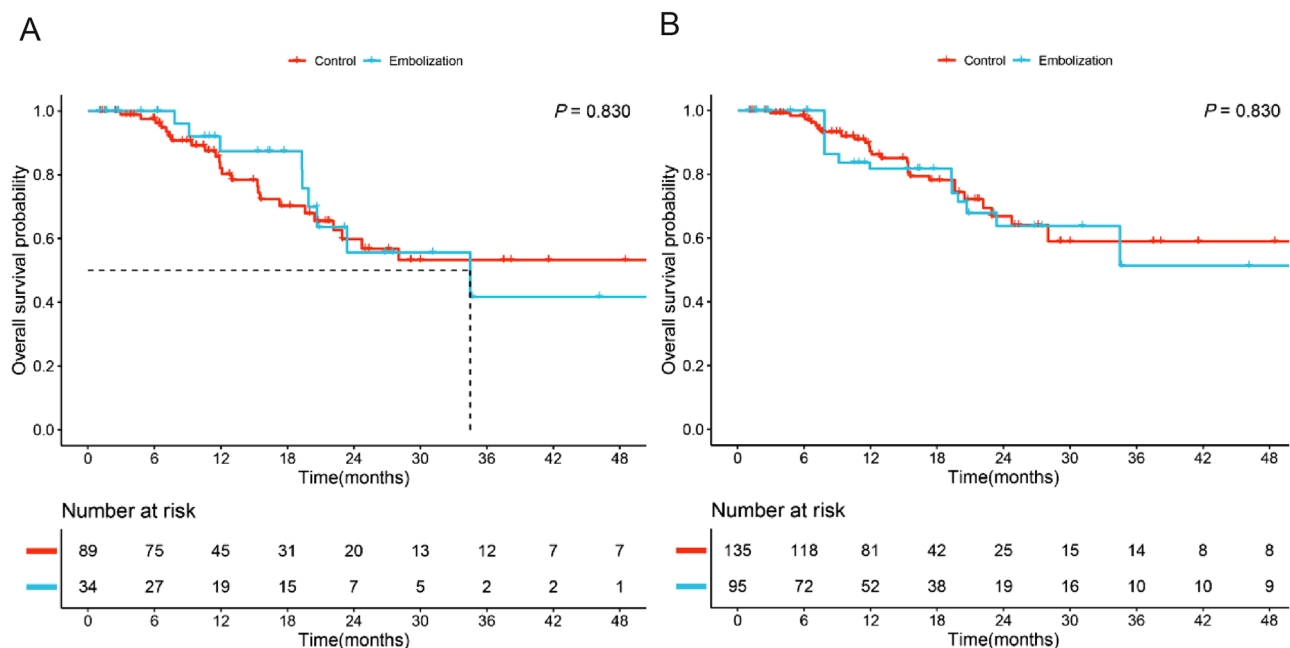 A
Control Embolization
P = 0.830
Overall survival probability
1.0
0.8
0.6
0.4
0.2
0.0
0 6 12 18 24 30 36 42 48
Time(months)
Number at risk
89 75 45 31 20 13 12 7 7
34 27 19 15 7 5 2 2 1
0 6 12 18 24 30 36 42 48
Time(months)
B
Control Embolization
P = 0.830
Overall survival probability
1.0
0.8
0.6
0.4
0.2
0.0
0 6 12 18 24 30 36 42 48
Time(months)
Number at risk
135 118 81 42 25 15 14 8 8
95 72 52 38 19 16 10 10 9
0 6 12 18 24 30 36 42 48
Time(months)